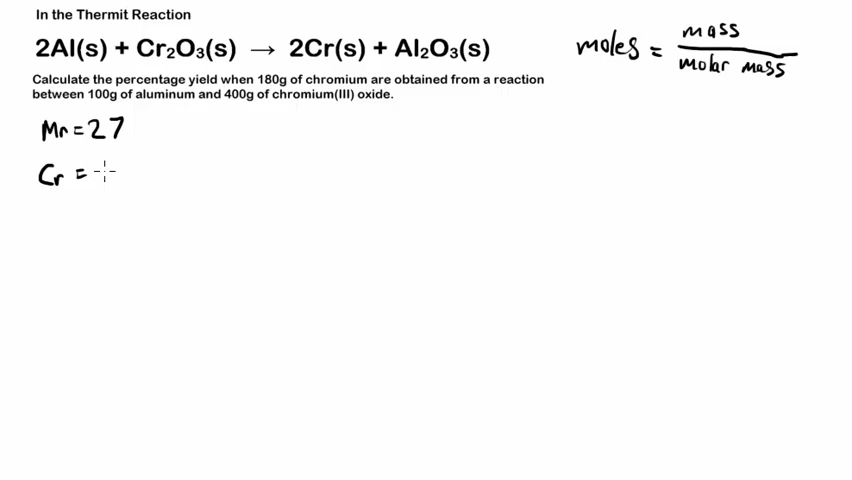 In the Thermit Reaction
2Al(s) + Cr₂O₃(s) → 2Cr(s) + Al₂O₃(s)
moles = mass / molar mass
Calculate the percentage yield when 180g of chromium are obtained from a reaction
between 100g of aluminum and 400g of chromium(III) oxide.
Mr = 27
Cr =